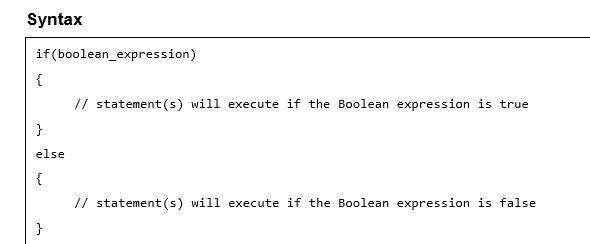 Syntax
if(boolean_expression)
{
// statement(s) will execute if the Boolean expression is true
}
else
{
// statement(s) will execute if the Boolean expression is false
}